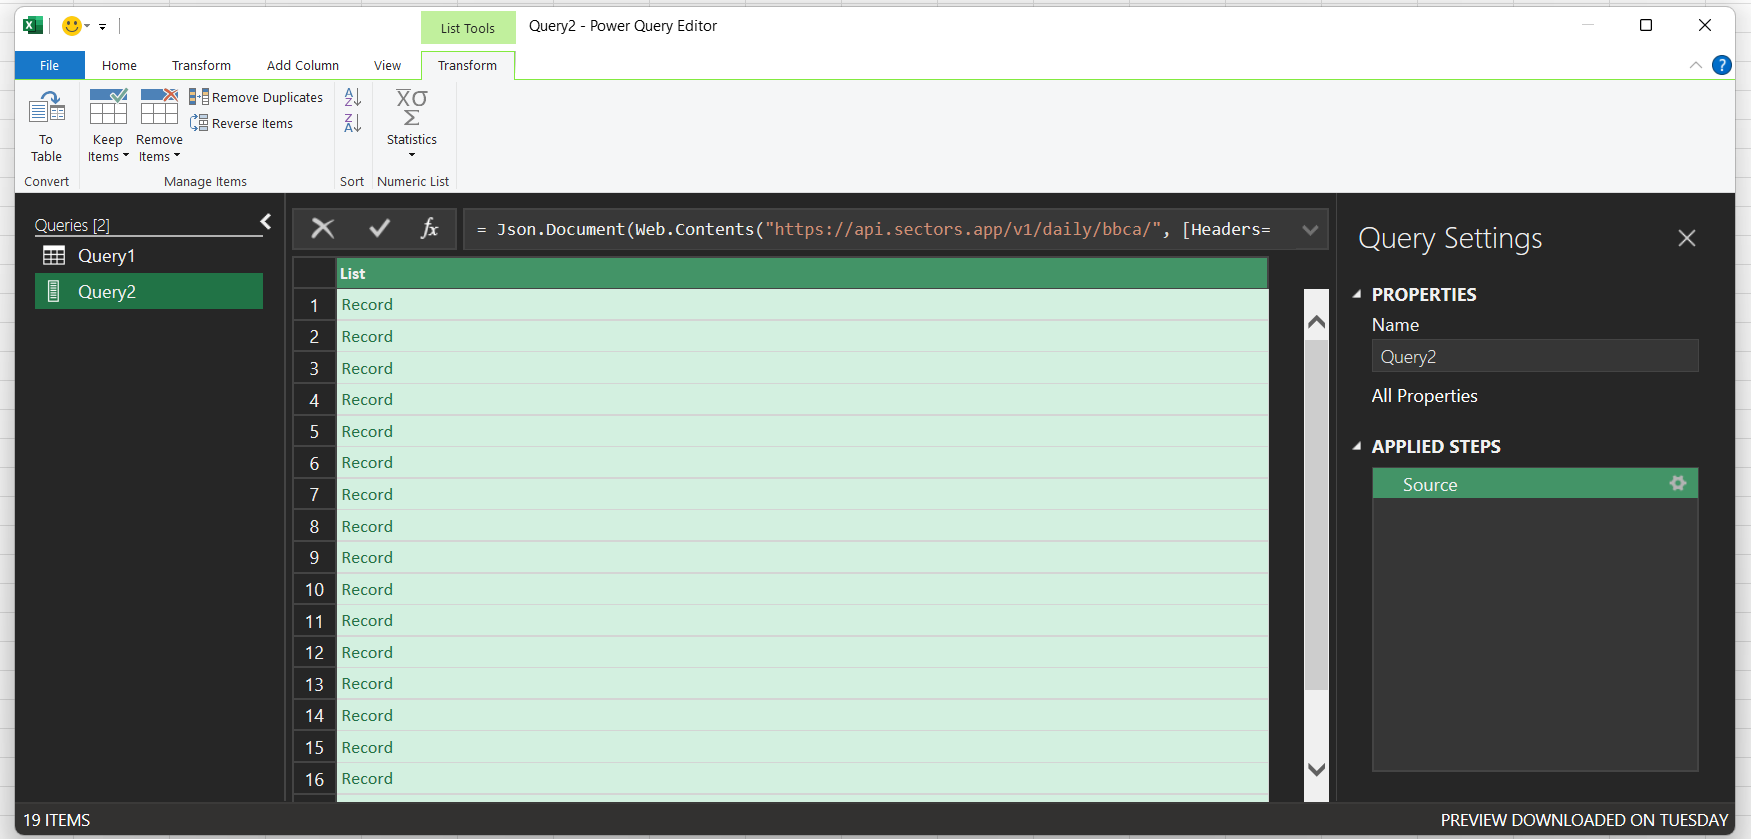 List Tools
Query2 - Power Query Editor
File
Home
Transform
Add Column
View
Transform
?
To
Table
Keep
Items
Remove
Items
Remove Duplicates
Reverse Items
A
Z
Z
A
X̅σ
Σ
Statistics
Convert
Manage Items
Sort
Numeric List
Queries [2]
Query1
Query2
fx
= Json.Document(Web.Contents("https://api.sectors.app/v1/daily/bbca/", [Headers=
List
1 Record
2 Record
3 Record
4 Record
5 Record
6 Record
7 Record
8 Record
9 Record
10 Record
11 Record
12 Record
13 Record
14 Record
15 Record
16 Record
Query Settings
PROPERTIES
Name
Query2
All Properties
APPLIED STEPS
Source
19 ITEMS
PREVIEW DOWNLOADED ON TUESDAY